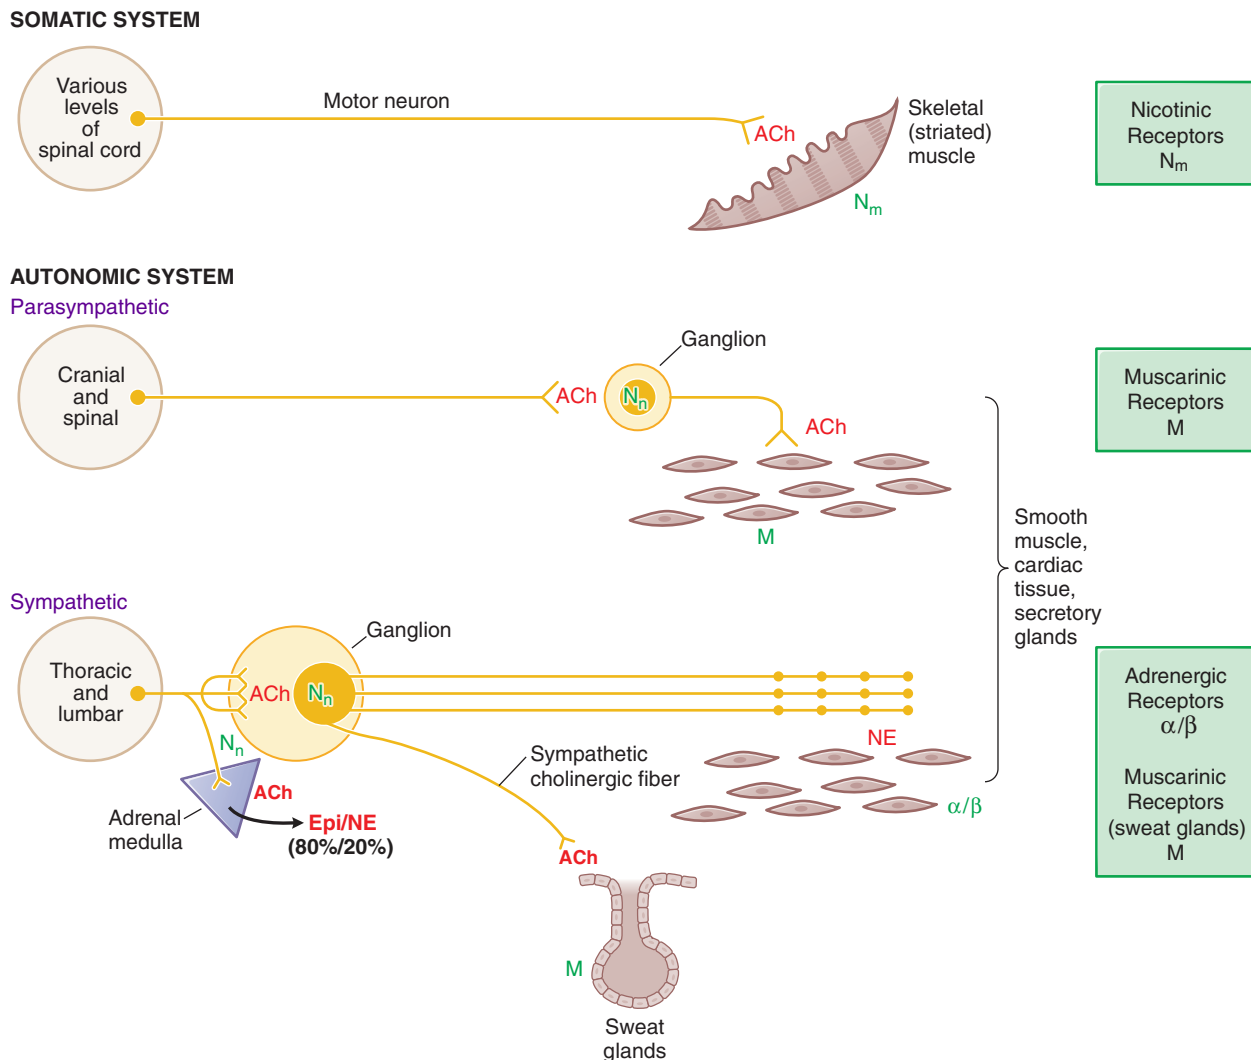 SOMATIC SYSTEM
Various
levels
of
spinal cord
Motor neuron
ACh
Skeletal
(striated)
muscle
Nm
Nicotinic
Receptors
Nm
AUTONOMIC SYSTEM
Parasympathetic
Cranial
and
spinal
ACh
Ganglion
Nn
ACh
M
Muscarinic
Receptors
M
Smooth
muscle,
cardiac
tissue,
secretory
glands
Sympathetic
Thoracic
and
lumbar
Ganglion
ACh
Nn
Nn
Adrenal
medulla
ACh
Epi/NE
(80%/20%)
Sympathetic
cholinergic fiber
NE
α/β
ACh
M
Sweat
glands
Adrenergic
Receptors
α/β
Muscarinic
Receptors
(sweat glands)
M